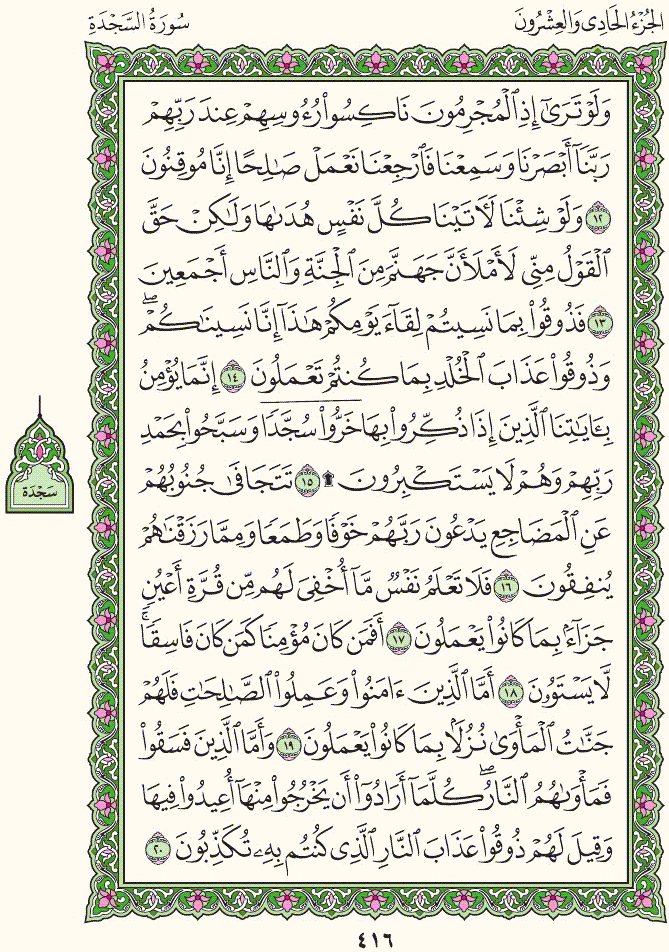 الجُزْءُ الحَادِي وَالعِشْرُونَ
سُورَةُ السَّجْدَةِ
وَلَوْ تَرَىٰٓ إِذِ ٱلْمُجْرِمُونَ نَاكِسُوا۟ رُءُوسِهِمْ عِندَ رَبِّهِمْ
رَبَّنَآ أَبْصَرْنَا وَسَمِعْنَا فَٱرْجِعْنَا نَعْمَلْ صَٰلِحًا إِنَّا مُوقِنُونَ
١٢ وَلَوْ شِئْنَا لَءَاتَيْنَا كُلَّ نَفْسٍ هُدَىٰهَا وَلَٰكِنْ حَقَّ
ٱلْقَوْلُ مِنِّى لَأَمْلَأَنَّ جَهَنَّمَ مِنَ ٱلْجِنَّةِ وَٱلنَّاسِ أَجْمَعِينَ
١٣ فَذُوقُوا۟ بِمَا نَسِيتُمْ لِقَآءَ يَوْمِكُمْ هَٰذَآ إِنَّا نَسِينَٰكُمْ ۖ
وَذُوقُوا۟ عَذَابَ ٱلْخُلْدِ بِمَا كُنتُمْ تَعْمَلُونَ ١٤ إِنَّمَا يُؤْمِنُ
بِـَٔايَٰتِنَا ٱلَّذِينَ إِذَا ذُكِّرُوا۟ بِهَا خَرُّوا۟ سُجَّدًا وَسَبَّحُوا۟ بِحَمْدِ
رَبِّهِمْ وَهُمْ لَا يَسْتَكْبِرُونَ ۩ ١٥ تَتَجَافَىٰ جُنُوبُهُمْ
عَنِ ٱلْمَضَاجِعِ يَدْعُونَ رَبَّهُمْ خَوْفًا وَطَمَعًا وَمِمَّا رَزَقْنَٰهُمْ
يُنفِقُونَ ١٦ فَلَا تَعْلَمُ نَفْسٌ مَّآ أُخْفِىَ لَهُم مِّن قُرَّةِ أَعْيُنٍ
جَزَآءًۢ بِمَا كَانُوا۟ يَعْمَلُونَ ١٧ أَفَمَن كَانَ مُؤْمِنًا كَمَن كَانَ فَاسِقًا ۚ
لَّا يَسْتَوُۥنَ ١٨ أَمَّا ٱلَّذِينَ ءَامَنُوا۟ وَعَمِلُوا۟ ٱلصَّٰلِحَٰتِ فَلَهُمْ
جَنَّٰتُ ٱلْمَأْوَىٰ نُزُلًۢا بِمَا كَانُوا۟ يَعْمَلُونَ ١٩ وَأَمَّا ٱلَّذِينَ فَسَقُوا۟
فَمَأْوَىٰهُمُ ٱلنَّارُ ۖ كُلَّمَآ أَرَادُوٓا۟ أَن يَخْرُجُوا۟ مِنْهَآ أُعِيدُوا۟ فِيهَا
وَقِيلَ لَهُمْ ذُوقُوا۟ عَذَابَ ٱلنَّارِ ٱلَّذِى كُنتُم بِهِۦ تُكَذِّبُونَ ٢٠
سَجْدَة
٤١٦